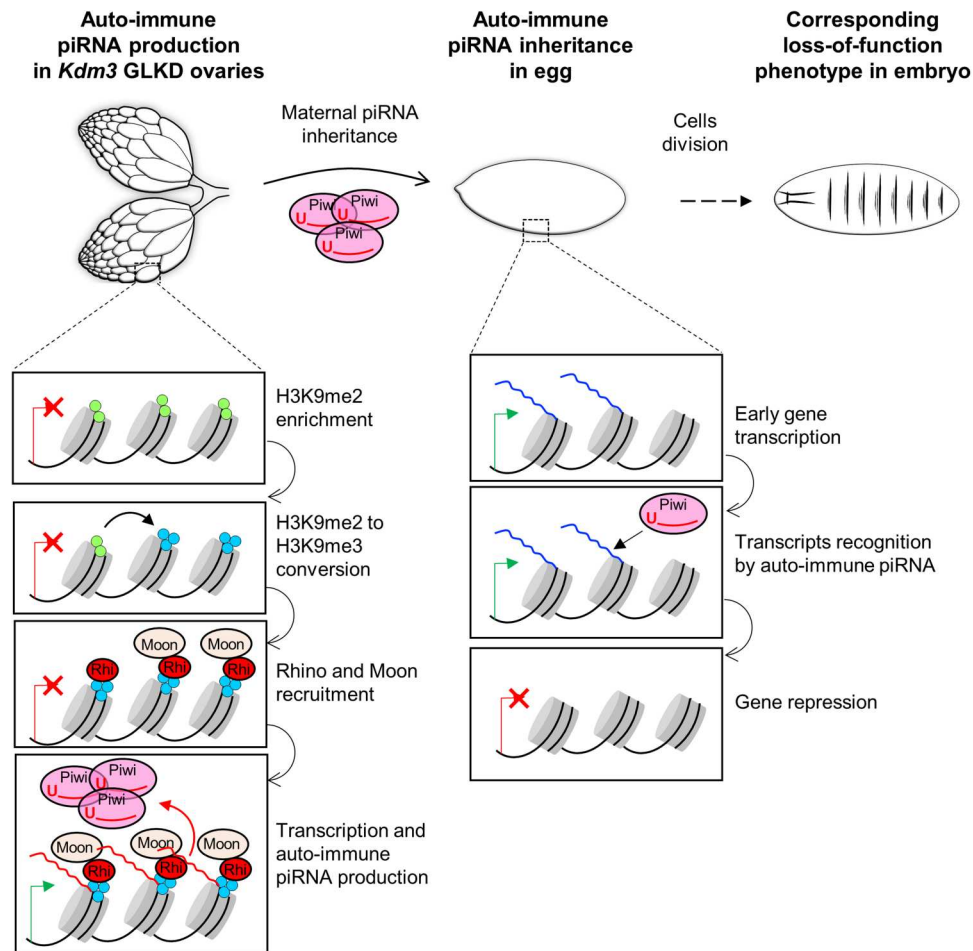 Auto-immune
piRNA production
in Kdm3 GLKD ovaries
Auto-immune
piRNA inheritance
in egg
Corresponding
loss-of-function
phenotype in embryo
Maternal piRNA
inheritance
Piwi
Piwi
U
U
Piwi
U
Cells
division
H3K9me2
enrichment
H3K9me2 to
H3K9me3
conversion
Moon
Moon
Rhi
Rhi
Rhi
Rhino and Moon
recruitment
Piwi
Piwi
U
U
Piwi
U
Moon
Moon
Moon
Rhi
Rhi
Rhi
Transcription and
auto-immune
piRNA production
Early gene
transcription
Piwi
U
Transcripts recognition
by auto-immune piRNA
Gene repression